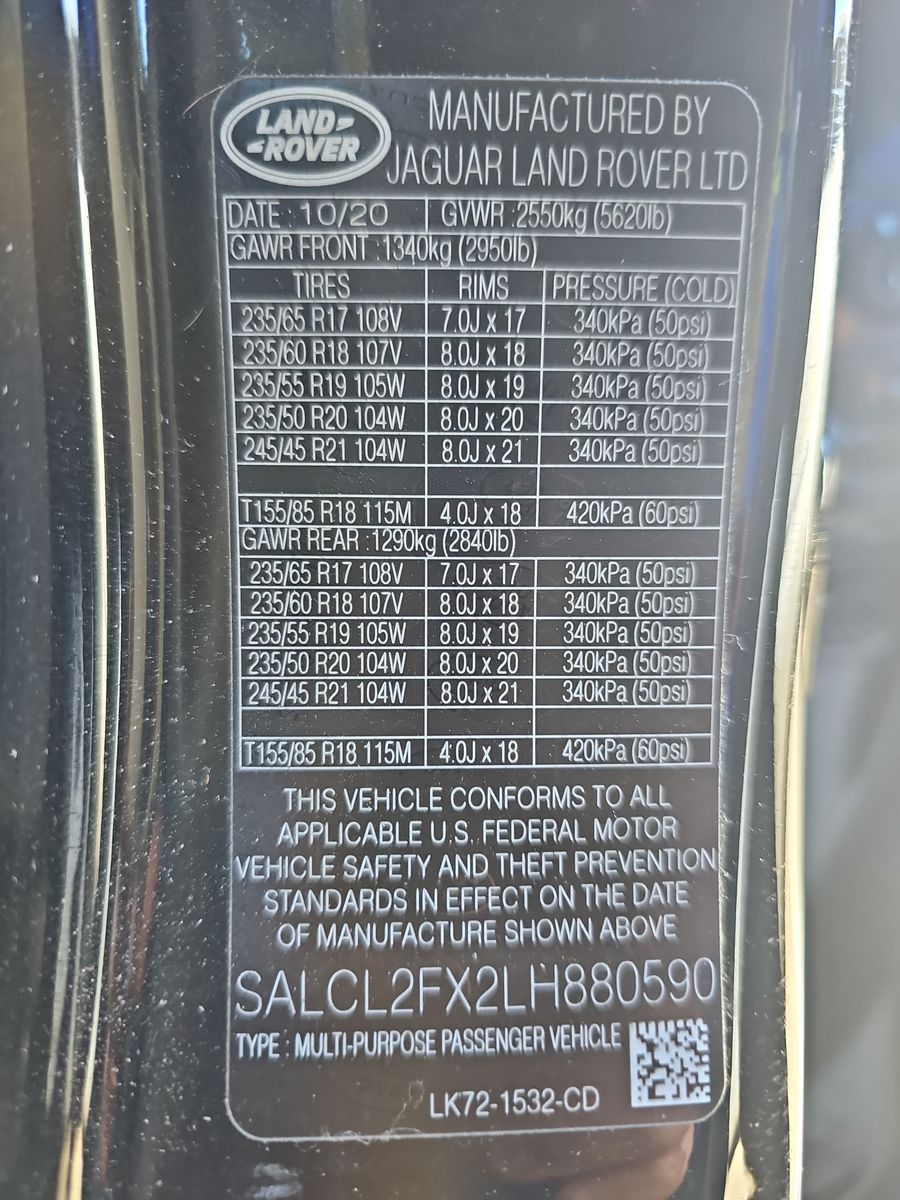 LAND-
-ROVER
MANUFACTURED BY
JAGUAR LAND ROVER LTD
DATE :10/20 GVWR :2550kg (5620lb)
GAWR FRONT :1340kg (2950lb)
TIRES RIMS PRESSURE (COLD)
235/65 R17 108V 7.0J x 17 340kPa (50psi)
235/60 R18 107V 8.0J x 18 340kPa (50psi)
235/55 R19 105W 8.0J x 19 340kPa (50psi)
235/50 R20 104W 8.0J x 20 340kPa (50psi)
245/45 R21 104W 8.0J x 21 340kPa (50psi)
T155/85 R18 115M 4.0J x 18 420kPa (60psi)
GAWR REAR :1290kg (2840lb)
235/65 R17 108V 7.0J x 17 340kPa (50psi)
235/60 R18 107V 8.0J x 18 340kPa (50psi)
235/55 R19 105W 8.0J x 19 340kPa (50psi)
235/50 R20 104W 8.0J x 20 340kPa (50psi)
245/45 R21 104W 8.0J x 21 340kPa (50psi)
T155/85 R18 115M 4.0J x 18 420kPa (60psi)
THIS VEHICLE CONFORMS TO ALL
APPLICABLE U.S. FEDERAL MOTOR
VEHICLE SAFETY AND THEFT PREVENTION
STANDARDS IN EFFECT ON THE DATE
OF MANUFACTURE SHOWN ABOVE
SALCL2FX2LH880590
TYPE : MULTI-PURPOSE PASSENGER VEHICLE
LK72-1532-CD